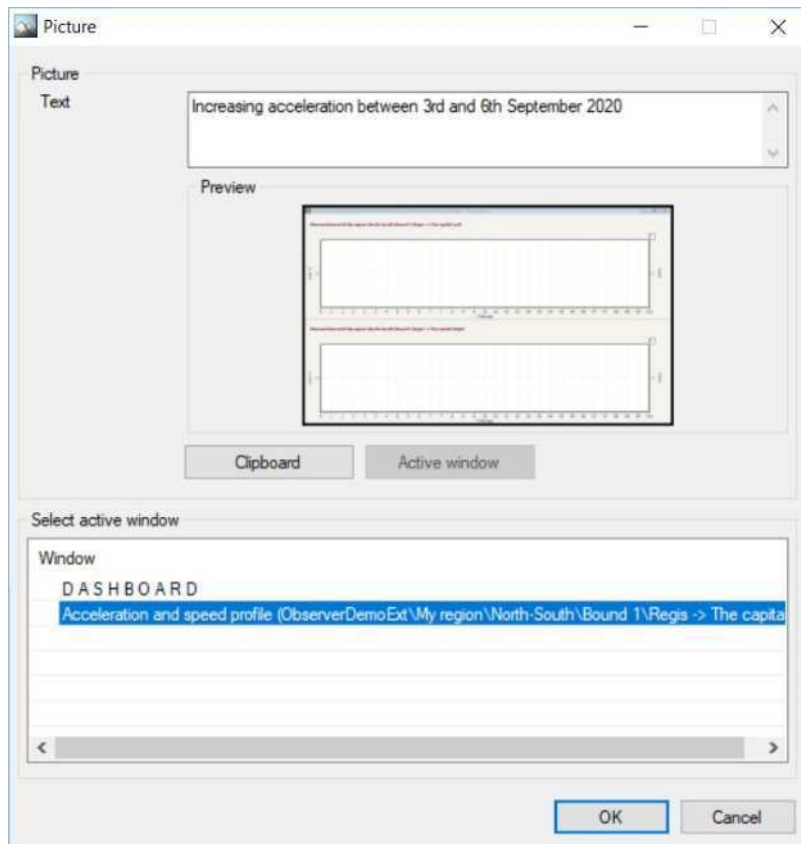 Picture
Picture
Text
Increasing acceleration between 3rd and 6th September 2020
Preview
Clipboard
Active window
Select active window
Window
D A S H B O A R D
Acceleration and speed profile (ObserverDemoExt\My region\North-South\Bound 1\Regis -> The capita
OK
Cancel